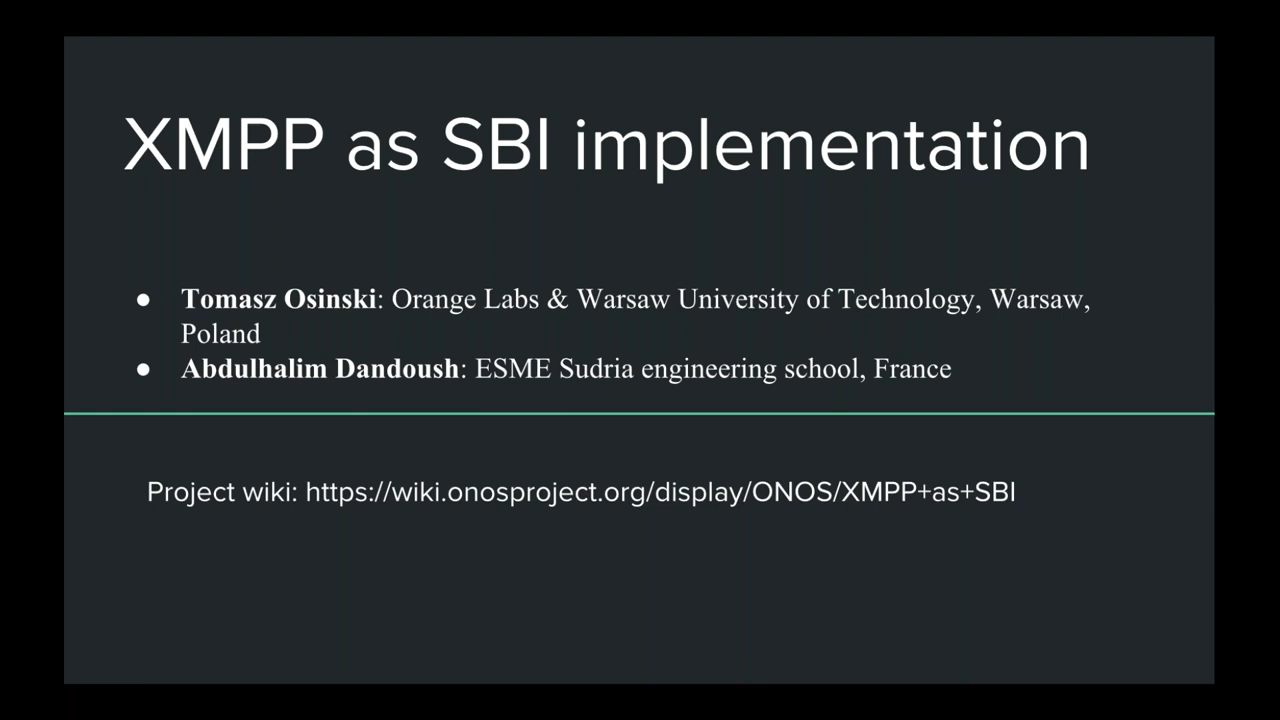 XMPP as SBI implementation
● Tomasz Osinski: Orange Labs & Warsaw University of Technology, Warsaw,
Poland
● Abdulhalim Dandoush: ESME Sudria engineering school, France
Project wiki: https://wiki.onosproject.org/display/ONOS/XMPP+as+SBI